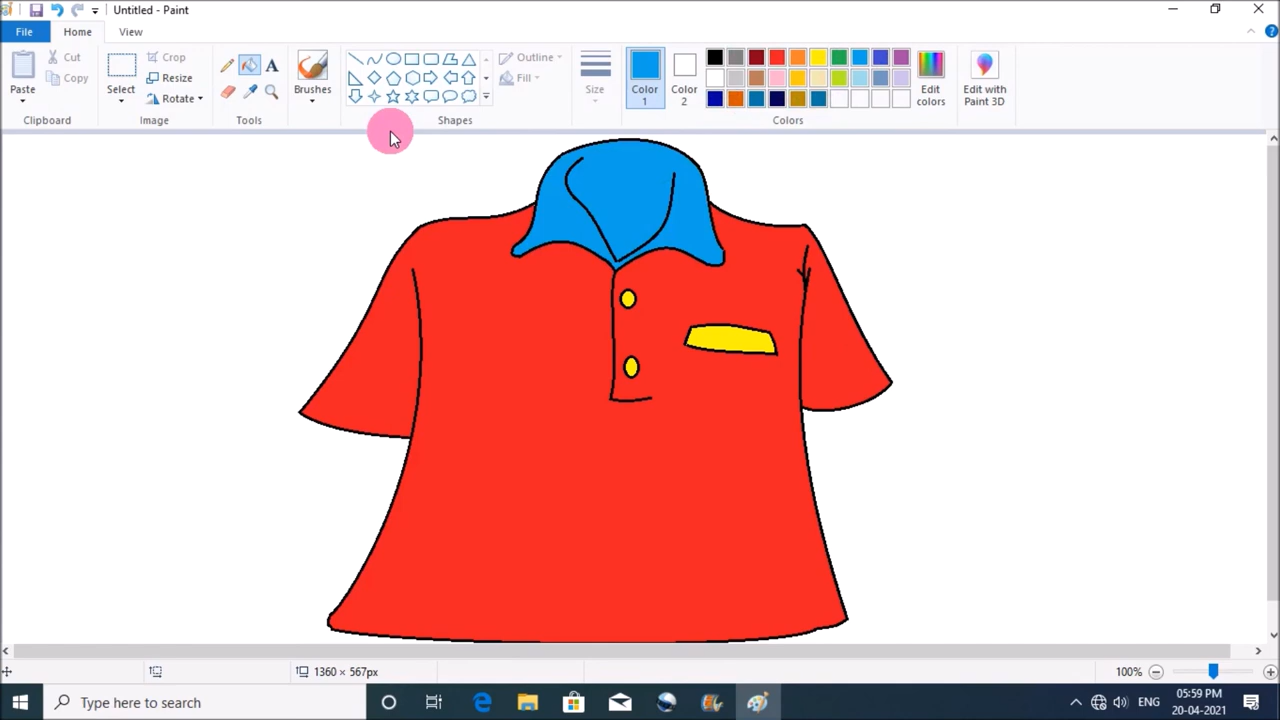 Untitled - Paint
File
Home
View
Paste
Cut
Copy
Clipboard
Select
Crop
Resize
Rotate
Image
A
Tools
Brushes
Shapes
Outline
Fill
Size
Color
1
Color
2
Edit
colors
Colors
Edit with
Paint 3D
1360 × 567px
100%
Type here to search
ENG
05:59 PM
20-04-2021